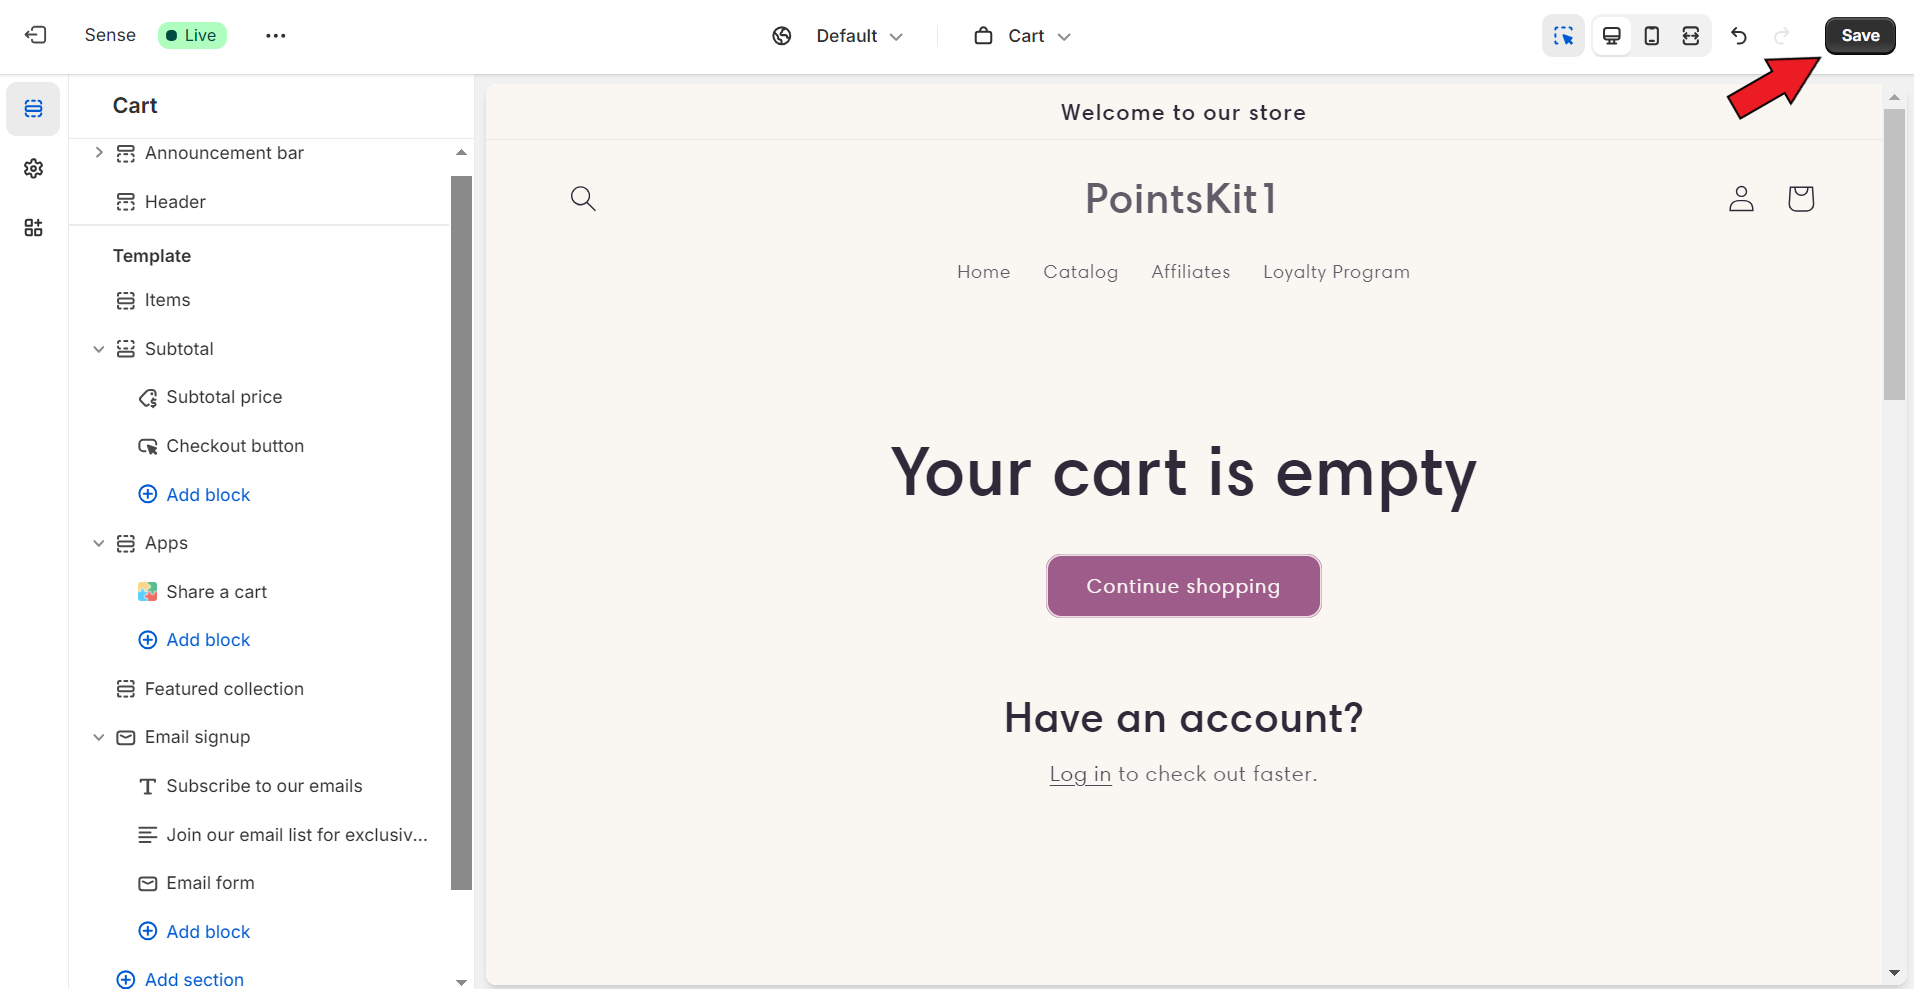 Sense
Live
Default
Cart
Save
Cart
Announcement bar
Header
Template
Items
Subtotal
Subtotal price
Checkout button
Add block
Apps
Share a cart
Add block
Featured collection
Email signup
Subscribe to our emails
Join our email list for exclusiv...
Email form
Add block
Add section
Welcome to our store
PointsKit1
Home Catalog Affiliates Loyalty Program
Your cart is empty
Continue shopping
Have an account?
Log in to check out faster.